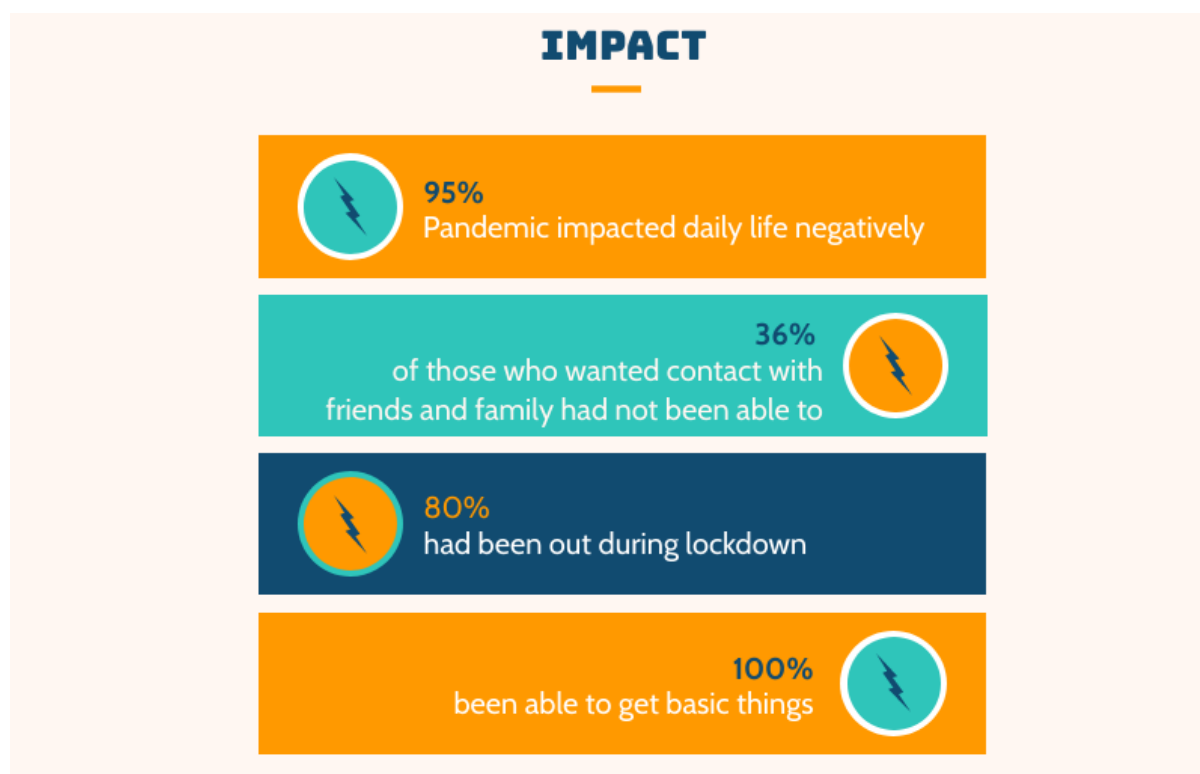 IMPACT
95%
Pandemic impacted daily life negatively
36%
of those who wanted contact with
friends and family had not been able to
80%
had been out during lockdown
100%
been able to get basic things